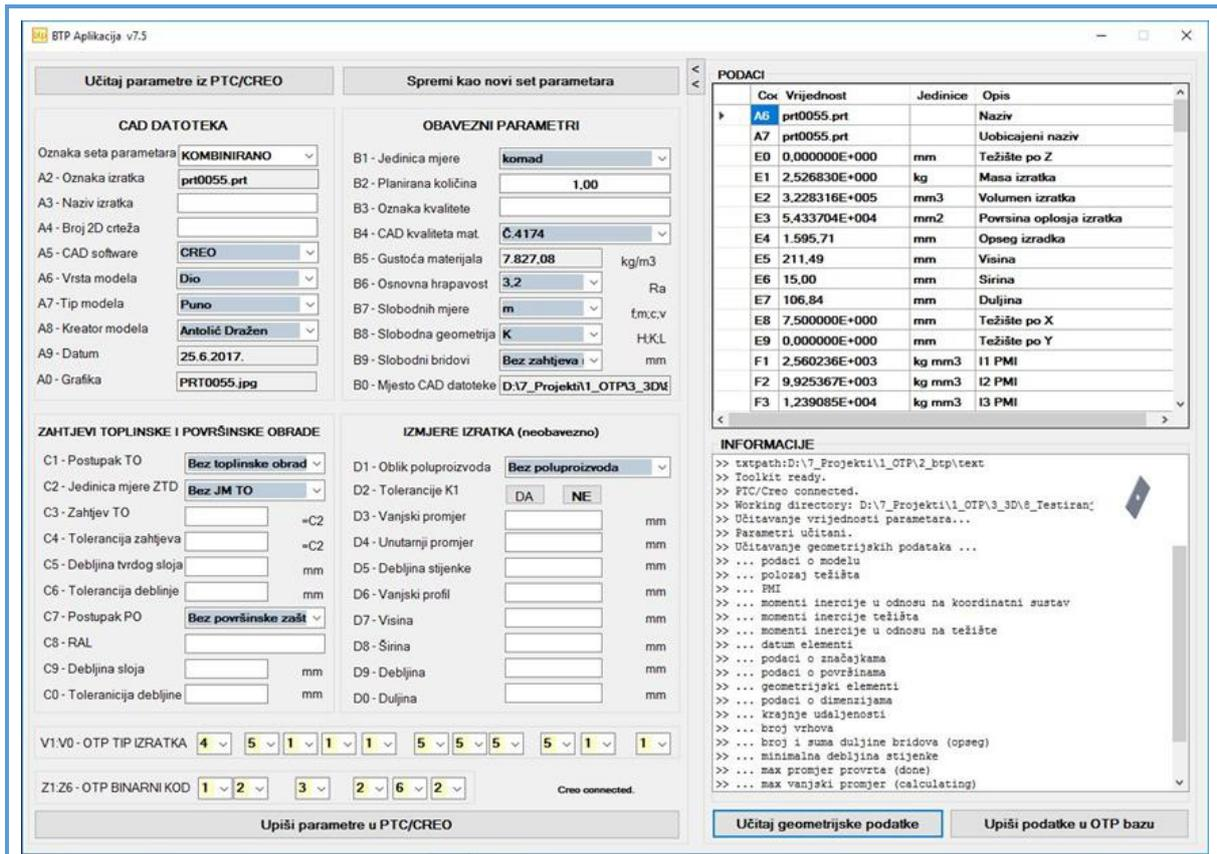 btp BTP Aplikacija v7.5
Učitaj parametre iz PTC/CREO
Spremi kao novi set parametara
CAD DATOTEKA
Oznaka seta parametara KOMBINIRANO
A2 - Oznaka izratka prt0055.prt
A3 - Naziv izratka
A4 - Broj 2D crteža
A5 - CAD software CREO
A6 - Vrsta modela Dio
A7 -Tip modela Puno
A8 - Kreator modela Antolić Dražen
A9 - Datum 25.6.2017.
A0 - Grafika PRT0055.jpg
OBAVEZNI PARAMETRI
B1 - Jedinica mjere komad
B2 - Planirana količina 1,00
B3 - Oznaka kvalitete
B4 - CAD kvaliteta mat. Č.4174
B5 - Gustoća materijala 7.827,08 kg/m3
B6 - Osnovna hrapavost 3,2 Ra
B7 - Slobodnih mjere m f;m;c;v
B8 - Slobodna geometrija K H;K;L
B9 - Slobodni bridovi Bez zahtjeva mm
B0 - Mjesto CAD datoteke D:\7_Projekti\1_OTP\3_3D\8
ZAHTJEVI TOPLINSKE I POVRŠINSKE OBRADE
C1 - Postupak TO Bez toplinske obrad
C2 - Jedinica mjere ZTD Bez JM TO
C3 - Zahtjev TO =C2
C4 - Tolerancija zahtjeva =C2
C5 - Debljina tvrdog sloja mm
C6 - Tolerancija deblinje mm
C7 - Postupak PO Bez površinske zašt
C8 - RAL
C9 - Debljina sloja mm
C0 - Toleranicija debljine mm
IZMJERE IZRATKA (neobavezno)
D1 - Oblik poluproizvoda Bez poluproizvoda
D2 - Tolerancije K1 DA NE
D3 - Vanjski promjer mm
D4 - Unutarnji promjer mm
D5 - Debljina stijenke mm
D6 - Vanjski profil mm
D7 - Visina mm
D8 - Širina mm
D9 - Debljina mm
D0 - Duljina mm
V1:V0 - OTP TIP IZRATKA 4 5 1 1 1 5 5 5 5 1 1
Z1:Z6 - OTP BINARNI KOD 1 2 3 2 6 2 Creo connected.
Upiši parametre u PTC/CREO
< <
PODACI
Vrijednost Jedinice Opis
A6 prt0055.prt Naziv
A7 prt0055.prt Uobicajeni naziv
E0 0,000000E+000 mm Težište po Z
E1 2,526830E+000 kg Masa izratka
E2 3,228316E+005 mm3 Volumen izratka
E3 5,433704E+004 mm2 Povrsina oplosja izratka
E4 1.595,71 mm Opseg izradka
E5 211,49 mm Visina
E6 15,00 mm Sirina
E7 106,84 mm Duljina
E8 7,500000E+000 mm Težište po X
E9 0,000000E+000 mm Težište po Y
F1 2,560236E+003 kg mm3 I1 PMI
F2 9,925367E+003 kg mm3 I2 PMI
F3 1,239085E+004 kg mm3 I3 PMI
INFORMACIJE
>> txtpath:D:\7_Projekti\1_OTP\2_btp\text
>> Toolkit ready.
>> PTC/Creo connected.
>> Working directory: D:\7_Projekti\1_OTP\3_3D\8_Testiranj
>> Učitavanje vrijednosti parametara...
>> Parametri učitani.
>> Učitavanje geometrijskih podataka ...
>> ... podaci o modelu
>> ... polozaj težišta
>> ... PMI
>> ... momenti inercije u odnosu na koordinatni sustav
>> ... momenti inercije težišta
>> ... momenti inercije u odnosu na težište
>> ... datum elementi
>> ... podaci o značajkama
>> ... podaci o površinama
>> ... geometrijski elementi
>> ... podaci o dimenzijama
>> ... krajnje udaljenosti
>> ... broj vrhova
>> ... broj i suma duljine bridova (opseg)
>> ... minimalna debljina stijenke
>> ... max promjer provrta (done)
>> ... max vanjski promjer (calculating)
Učitaj geometrijske podatke
Upiši podatke u OTP bazu